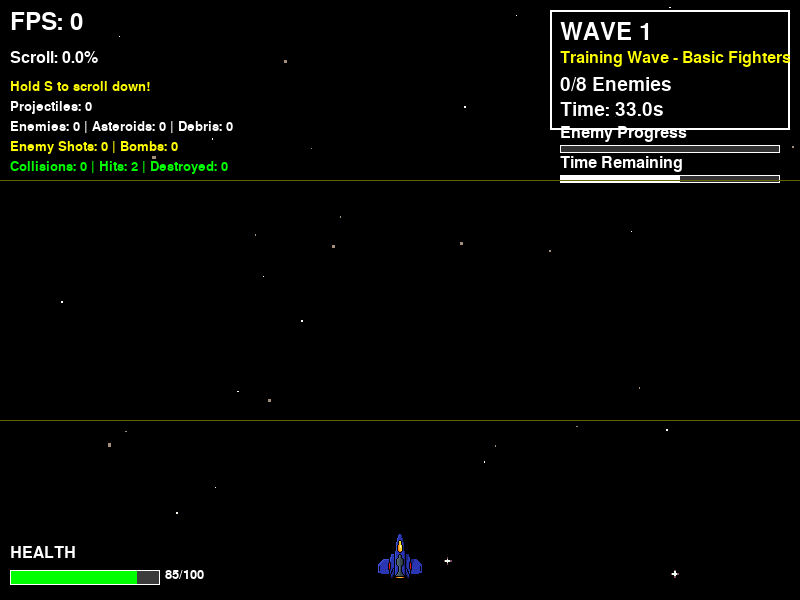 FPS: 0
Scroll: 0.0%
Hold S to scroll down!
Projectiles: 0
Enemies: 0 | Asteroids: 0 | Debris: 0
Enemy Shots: 0 | Bombs: 0
Collisions: 0 | Hits: 2 | Destroyed: 0
WAVE 1
Training Wave - Basic Fighters
0/8 Enemies
Time: 33.0s
Enemy Progress
Time Remaining
HEALTH
85/100